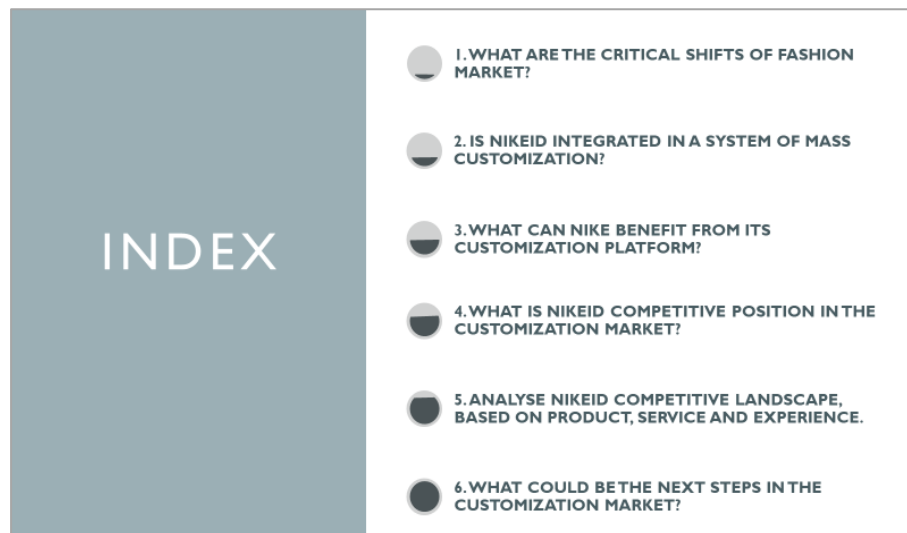 INDEX
1. WHAT ARE THE CRITICAL SHIFTS OF FASHION
MARKET?
2. IS NIKEID INTEGRATED IN A SYSTEM OF MASS
CUSTOMIZATION?
3. WHAT CAN NIKE BENEFIT FROM ITS
CUSTOMIZATION PLATFORM?
4. WHAT IS NIKEID COMPETITIVE POSITION IN THE
CUSTOMIZATION MARKET?
5. ANALYSE NIKEID COMPETITIVE LANDSCAPE,
BASED ON PRODUCT, SERVICE AND EXPERIENCE.
6. WHAT COULD BE THE NEXT STEPS IN THE
CUSTOMIZATION MARKET?